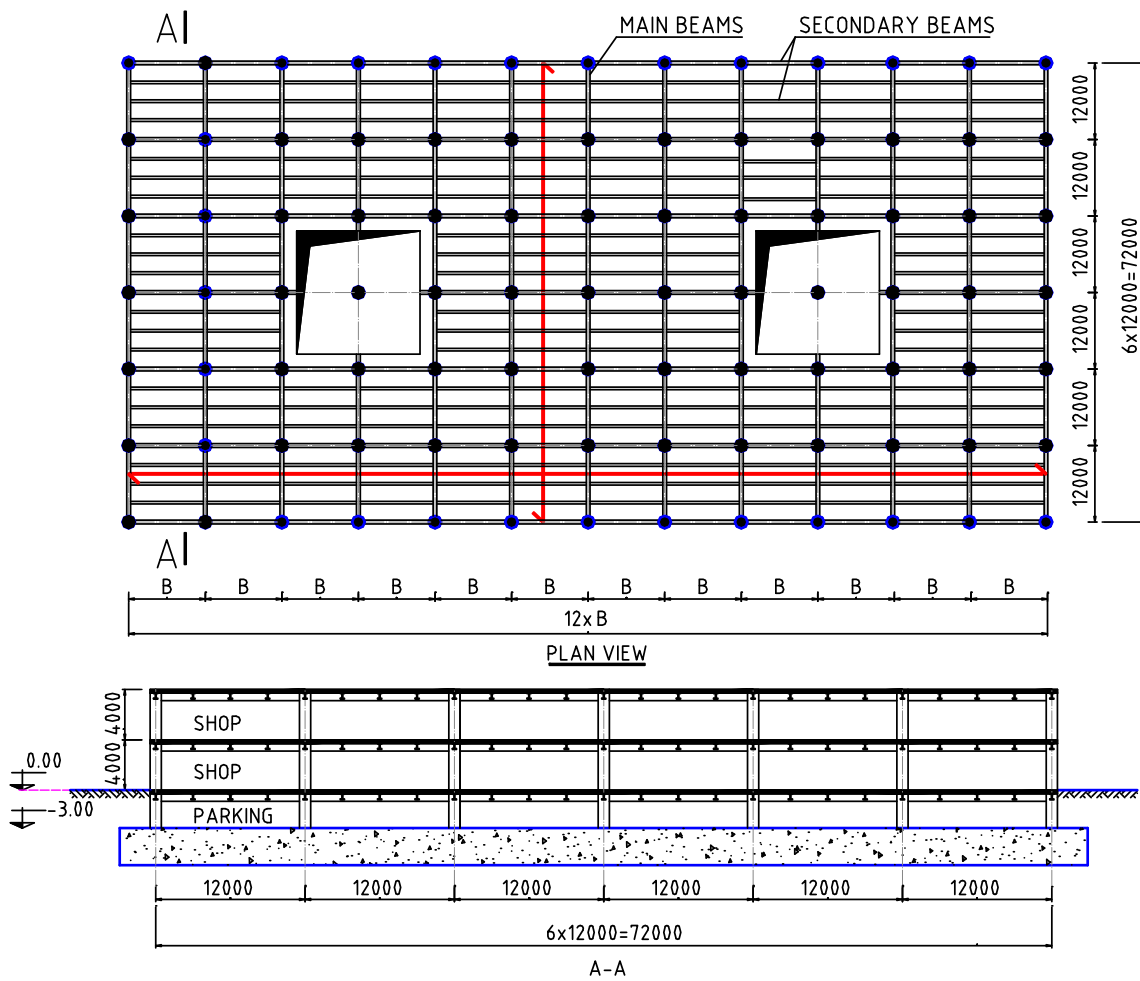 A
MAIN BEAMS
SECONDARY BEAMS
12000
12000
12000
12000
12000
12000
6x12000=72000
A
B B B B B B B B B B B B
12xB
PLAN VIEW
4000
SHOP
4000
SHOP
0.00
-3.00
PARKING
12000 12000 12000 12000 12000 12000
6x12000=72000
A-A